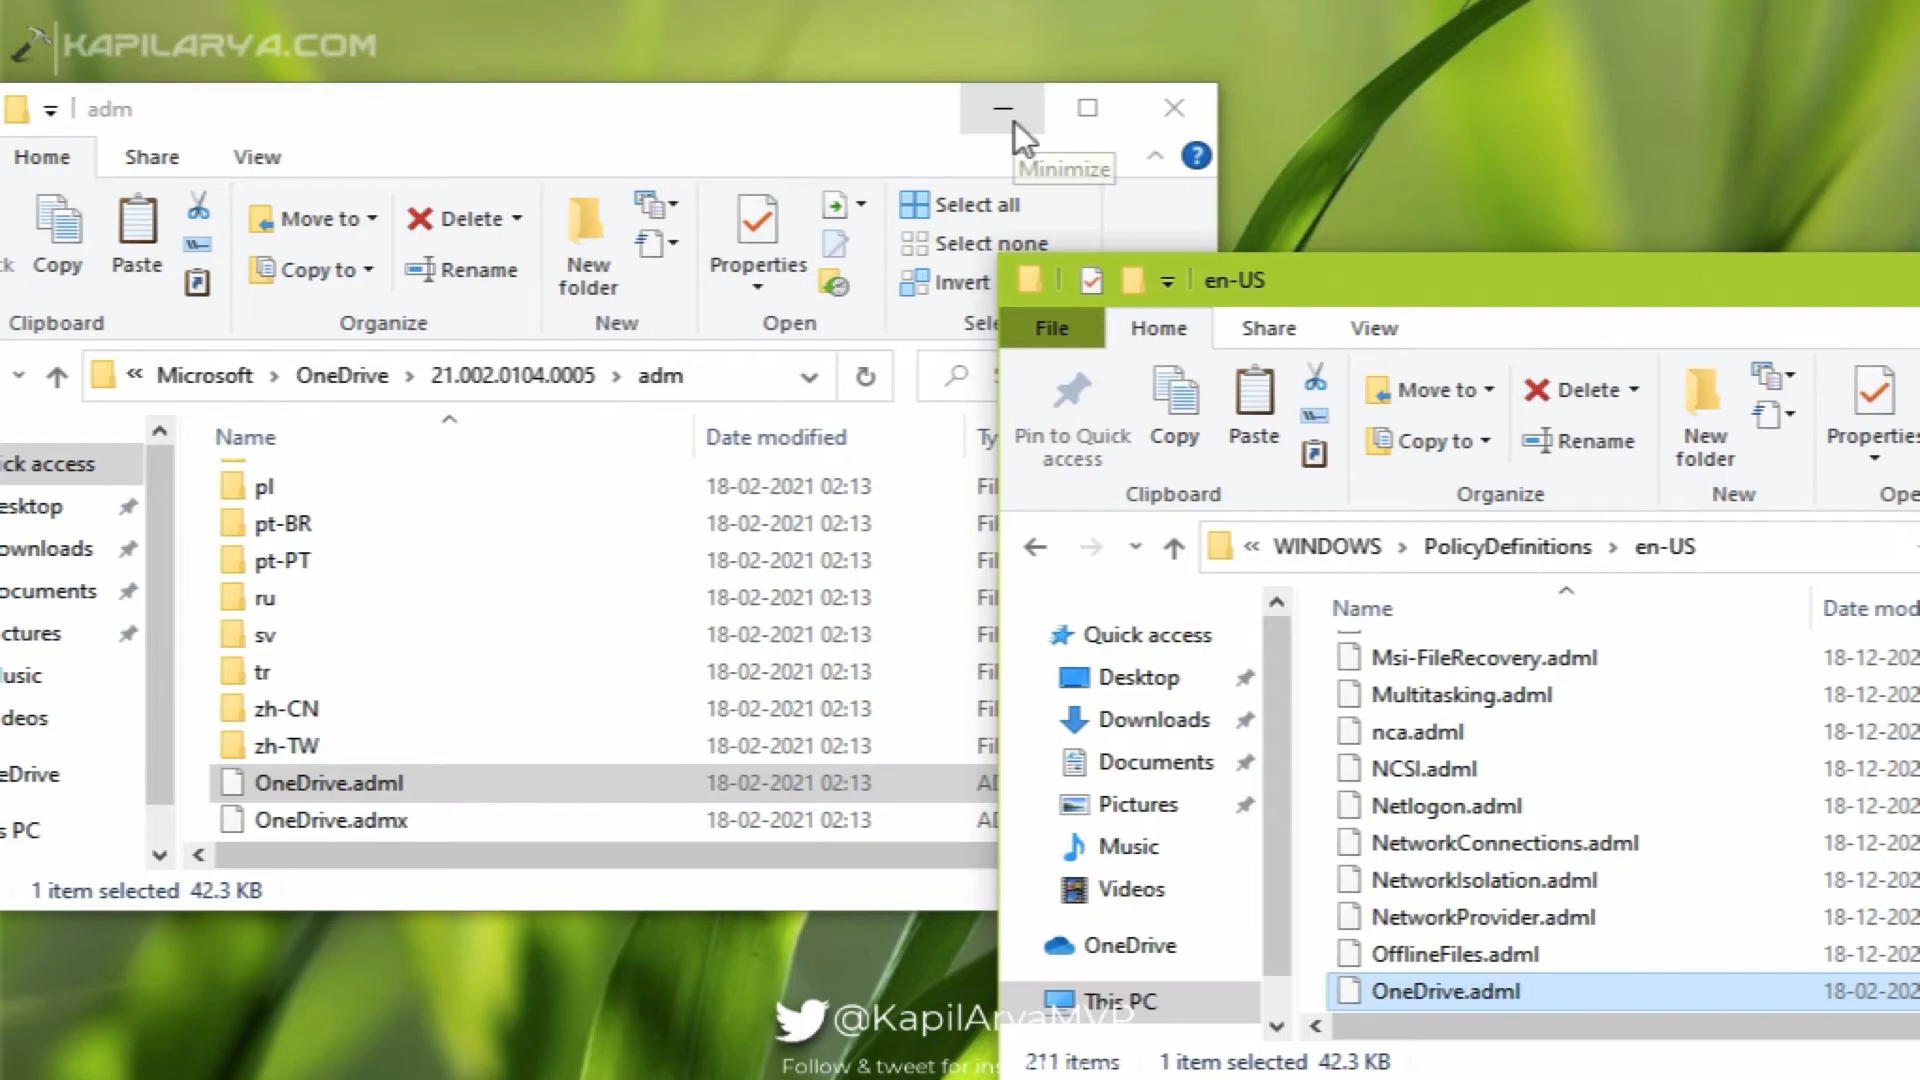 KAPILARYA.COM
adm
Home
Share
View
Minimize
Copy
Paste
Move to
Copy to
Delete
Rename
New folder
Properties
Select all
Select none
Invert
Clipboard
Organize
New
Open
Microsoft > OneDrive > 21.002.0104.0005 > adm
Name
Date modified
pl 18-02-2021 02:13
pt-BR 18-02-2021 02:13
pt-PT 18-02-2021 02:13
ru 18-02-2021 02:13
sv 18-02-2021 02:13
tr 18-02-2021 02:13
zh-CN 18-02-2021 02:13
zh-TW 18-02-2021 02:13
OneDrive.adml 18-02-2021 02:13
OneDrive.admx 18-02-2021 02:13
ck access
esktop
ownloads
ocuments
ctures
usic
deos
eDrive
s PC
1 item selected 42.3 KB
en-US
File
Home
Share
View
Pin to Quick access
Copy
Paste
Move to
Copy to
Delete
Rename
New folder
Properties
Clipboard
Organize
New
Ope
WINDOWS > PolicyDefinitions > en-US
Quick access
Desktop
Downloads
Documents
Pictures
Music
Videos
OneDrive
This PC
Name
Date mod
Msi-FileRecovery.adml 18-12-202
Multitasking.adml 18-12-202
nca.adml 18-12-202
NCSI.adml 18-12-202
Netlogon.adml 18-12-202
NetworkConnections.adml 18-12-202
NetworkIsolation.adml 18-12-202
NetworkProvider.adml 18-12-202
OfflineFiles.adml 18-12-202
OneDrive.adml 18-02-202
211 items 1 item selected 42.3 KB
@KapilAryaMVP
Follow & tweet for ins